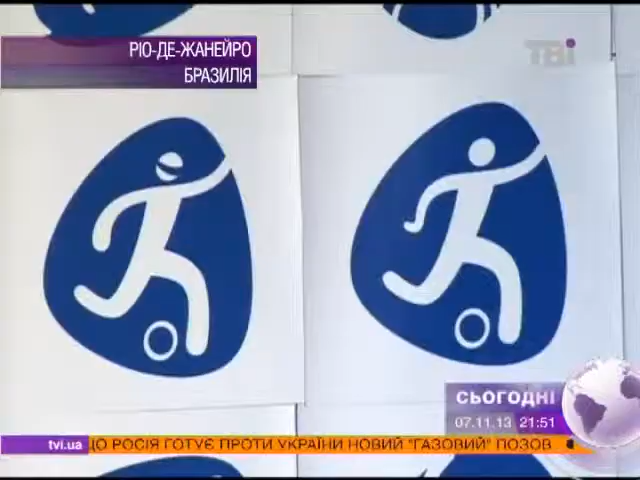 РІО-ДЕ-ЖАНЕЙРО
БРАЗИЛІЯ
ТВі
СЬОГОДНІ
07.11.13 21:51
tvi.ua
ЩО РОСІЯ ГОТУЄ ПРОТИ УКРАЇНИ НОВИЙ "ГАЗОВИЙ" ПОЗОВ